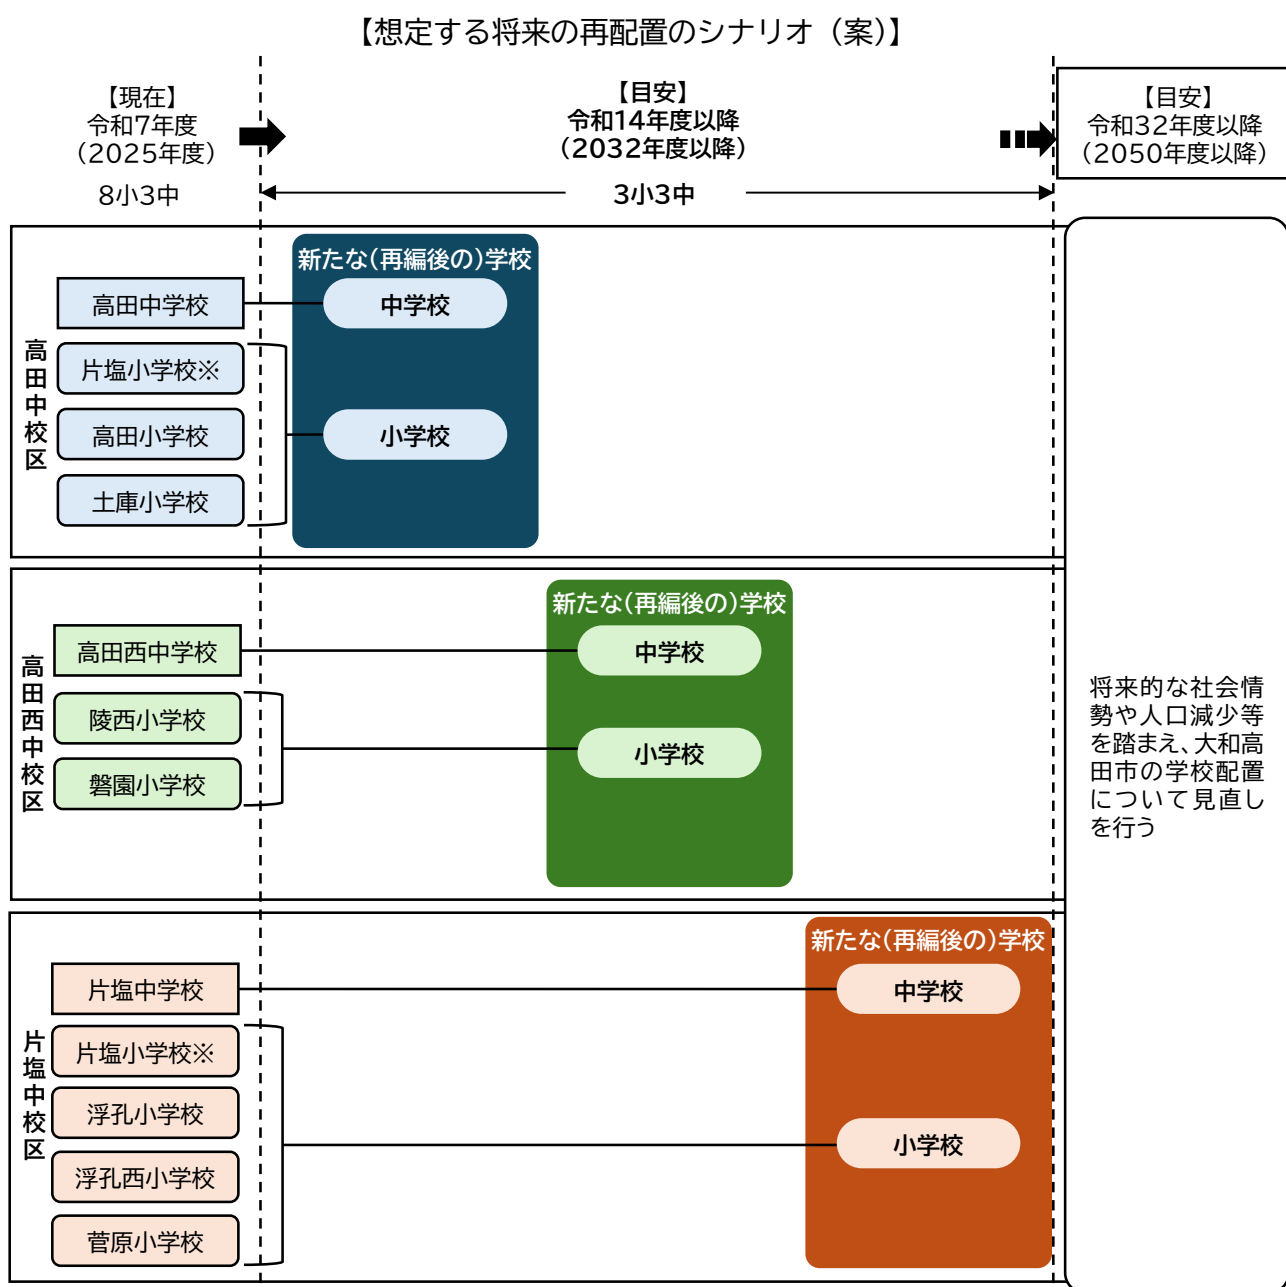 【想定する将来の再配置のシナリオ（案）】
【現在】
令和7年度
（2025年度）
8小3中
【目安】
令和14年度以降
（2032年度以降）
3小3中
【目安】
令和32年度以降
（2050年度以降）
高田中校区
高田中学校
片塩小学校※
高田小学校
土庫小学校
新たな（再編後の）学校
中学校
小学校
高田西中校区
高田西中学校
陵西小学校
磐園小学校
新たな（再編後の）学校
中学校
小学校
片塩中校区
片塩中学校
片塩小学校※
浮孔小学校
浮孔西小学校
菅原小学校
新たな（再編後の）学校
中学校
小学校
将来的な社会情
勢や人口減少等
を踏まえ、大和高
田市の学校配置
について見直し
を行う